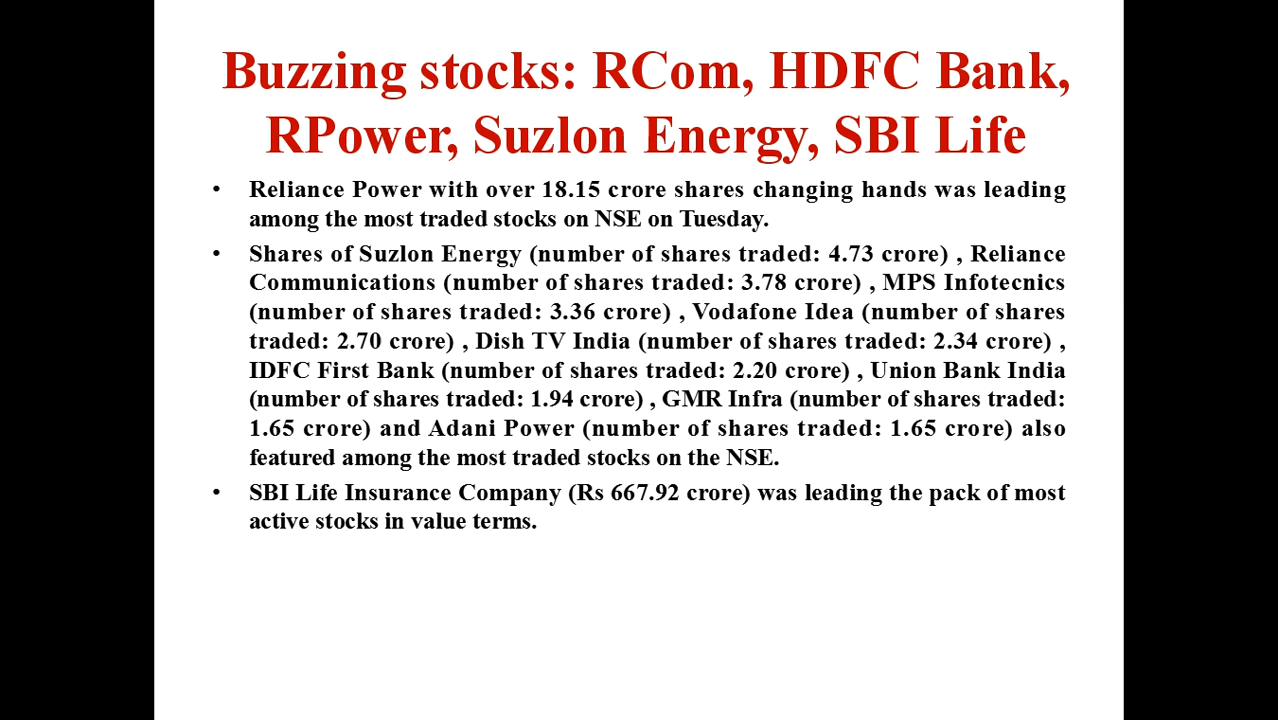 Buzzing stocks: RCom, HDFC Bank,
RPower, Suzlon Energy, SBI Life
• Reliance Power with over 18.15 crore shares changing hands was leading
among the most traded stocks on NSE on Tuesday.
• Shares of Suzlon Energy (number of shares traded: 4.73 crore) , Reliance
Communications (number of shares traded: 3.78 crore) , MPS Infotecnics
(number of shares traded: 3.36 crore) , Vodafone Idea (number of shares
traded: 2.70 crore) , Dish TV India (number of shares traded: 2.34 crore) ,
IDFC First Bank (number of shares traded: 2.20 crore) , Union Bank India
(number of shares traded: 1.94 crore) , GMR Infra (number of shares traded:
1.65 crore) and Adani Power (number of shares traded: 1.65 crore) also
featured among the most traded stocks on the NSE.
• SBI Life Insurance Company (Rs 667.92 crore) was leading the pack of most
active stocks in value terms.